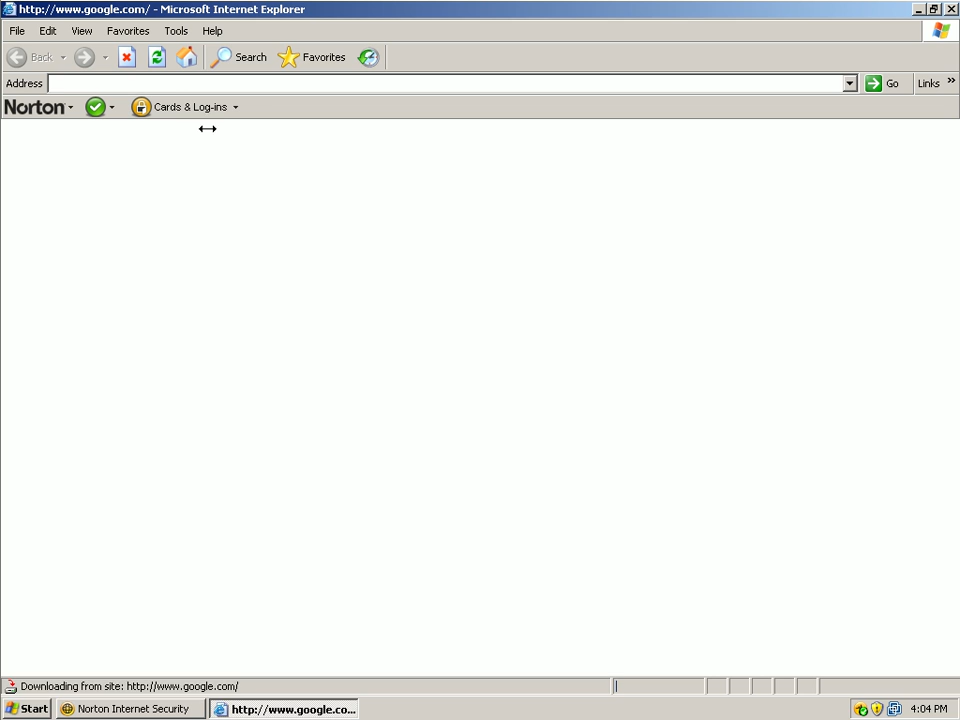 http://www.google.com/ - Microsoft Internet Explorer
File Edit View Favorites Tools Help
Back Search Favorites
Address Go Links »
Norton Cards & Log-ins
Downloading from site: http://www.google.com/
Start Norton Internet Security http://www.google.co... 4:04 PM